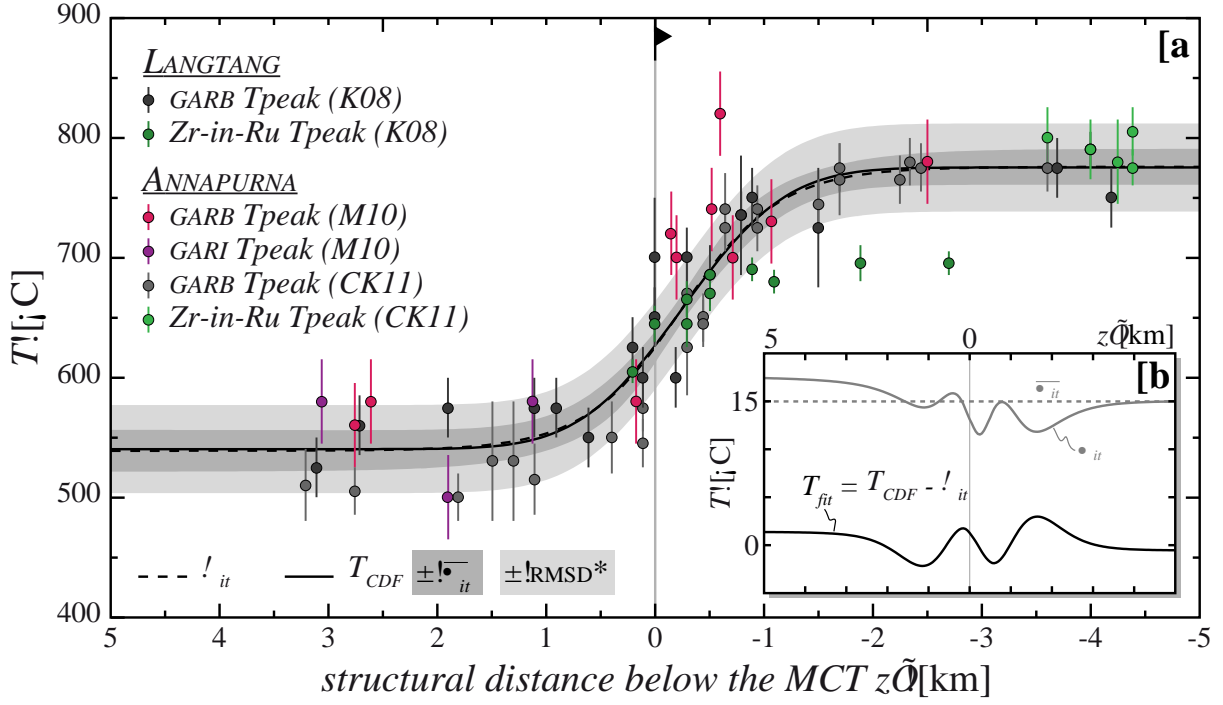 900
800
700
600
500
400
T![¡C]
[a
LANGTANG
GARB Tpeak (K08)
Zr-in-Ru Tpeak (K08)
ANNAPURNA
GARB Tpeak (M10)
GARI Tpeak (M10)
GARB Tpeak (CK11)
Zr-in-Ru Tpeak (CK11)
! it
T CDF
±!• it
±!RMSD*
5 4 3 2 1 0 -1 -2 -3 -4 -5
structural distance below the MCT zÕ[km]
5 0 zÕ[km]
[b
15
0
T![¡C]
• it
• it
T fit = T CDF - ! it